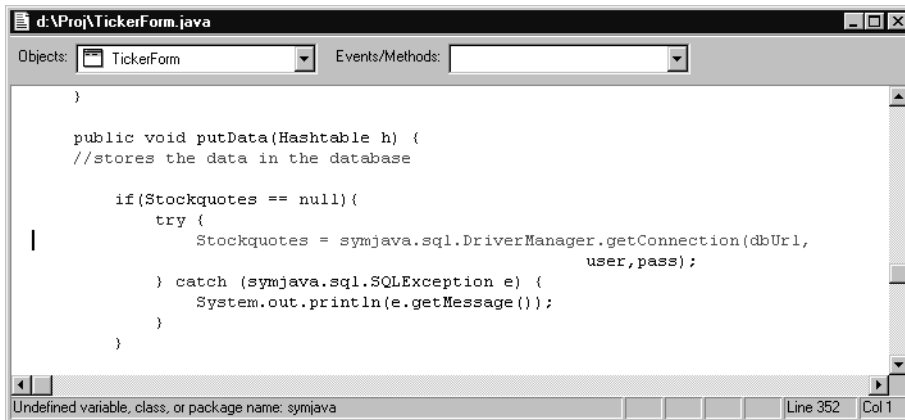 d:\Proj\TickerForm.java
Objects: TickerForm Events/Methods:
}
public void putData(Hashtable h) {
//stores the data in the database
if(Stockquotes == null){
try {
Stockquotes = symjava.sql.DriverManager.getConnection(dbUrl,
user,pass);
} catch (symjava.sql.SQLException e) {
System.out.println(e.getMessage());
}
}
Undefined variable, class, or package name: symjava Line 352 Col 1